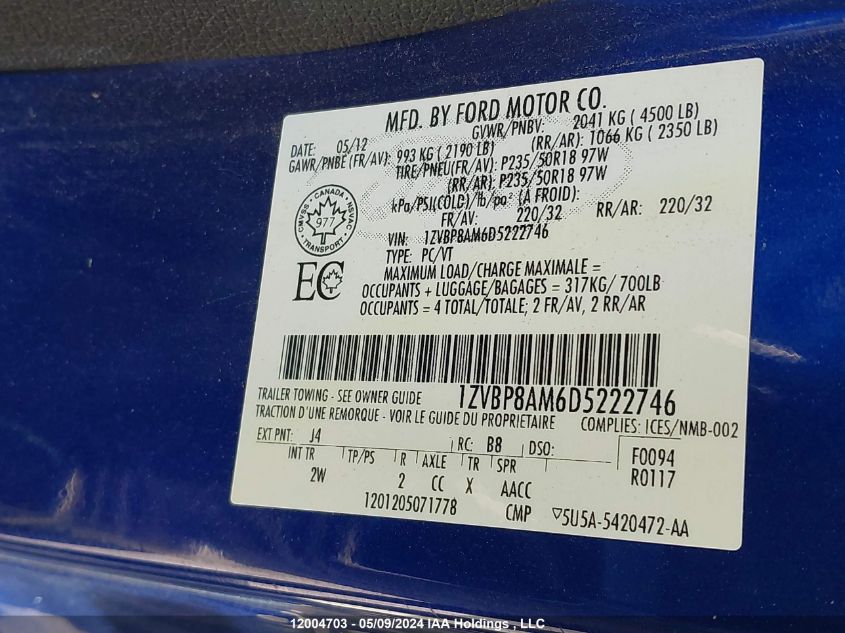 MFD. BY FORD MOTOR CO.
DATE: 05/12 GVWR/PNBV: 2041 KG ( 4500 LB)
GAWR/PNBE (FR/AV): 993 KG ( 2190 LB) (RR/AR): 1066 KG ( 2350 LB)
TIRE/PNEU(FR/AV): P235/50R18 97W
(RR/AR): P235/50R18 97W
kPa/PSI(COLD)/lb/po² (À FROID):
FR/AV: 220/32 RR/AR: 220/32
VIN: 1ZVBP8AM6D5222746
TYPE: PC/VT
CANADA
CMVSS NSVAC
977
TRANSPORT
EC
MAXIMUM LOAD/CHARGE MAXIMALE =
OCCUPANTS + LUGGAGE/BAGAGES = 317KG/ 700LB
OCCUPANTS = 4 TOTAL/TOTALE; 2 FR/AV, 2 RR/AR
1ZVBP8AM6D5222746
TRAILER TOWING - SEE OWNER GUIDE
TRACTION D'UNE REMORQUE - VOIR LE GUIDE DU PROPRIETAIRE
COMPLIES: ICES/NMB-002
EXT PNT: J4 RC: B8 DSO: F0094
INT TR TP/PS R AXLE TR SPR R0117
2W 2 CC X AACC
1201205071778 CMP 5U5A-5420472-AA
12004703 - 05/09/2024 IAA Holdings , LLC